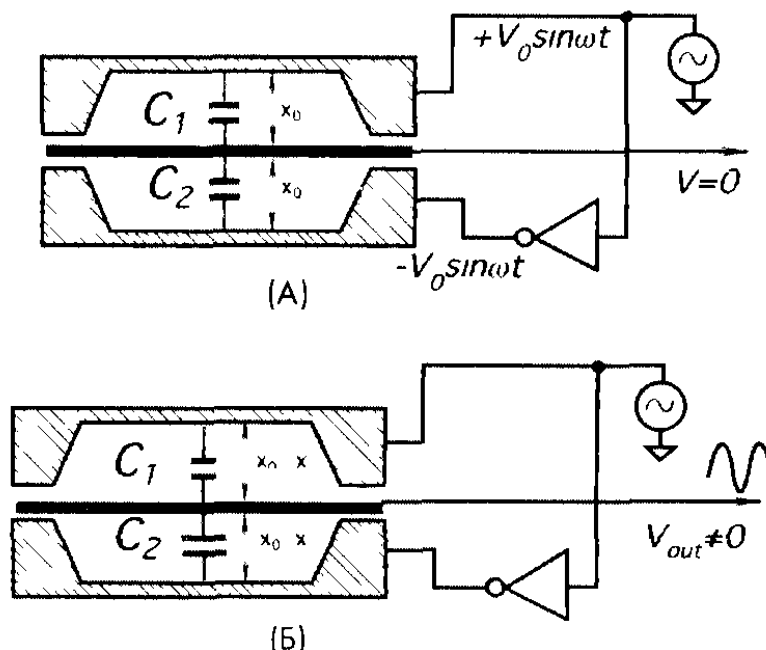 +V₀sinωt
C₁
x₀
C₂
x₀
V=0
-V₀sinωt
(А)
C₁
x₀ x
C₂
x₀ x
V_out≠0
(Б)